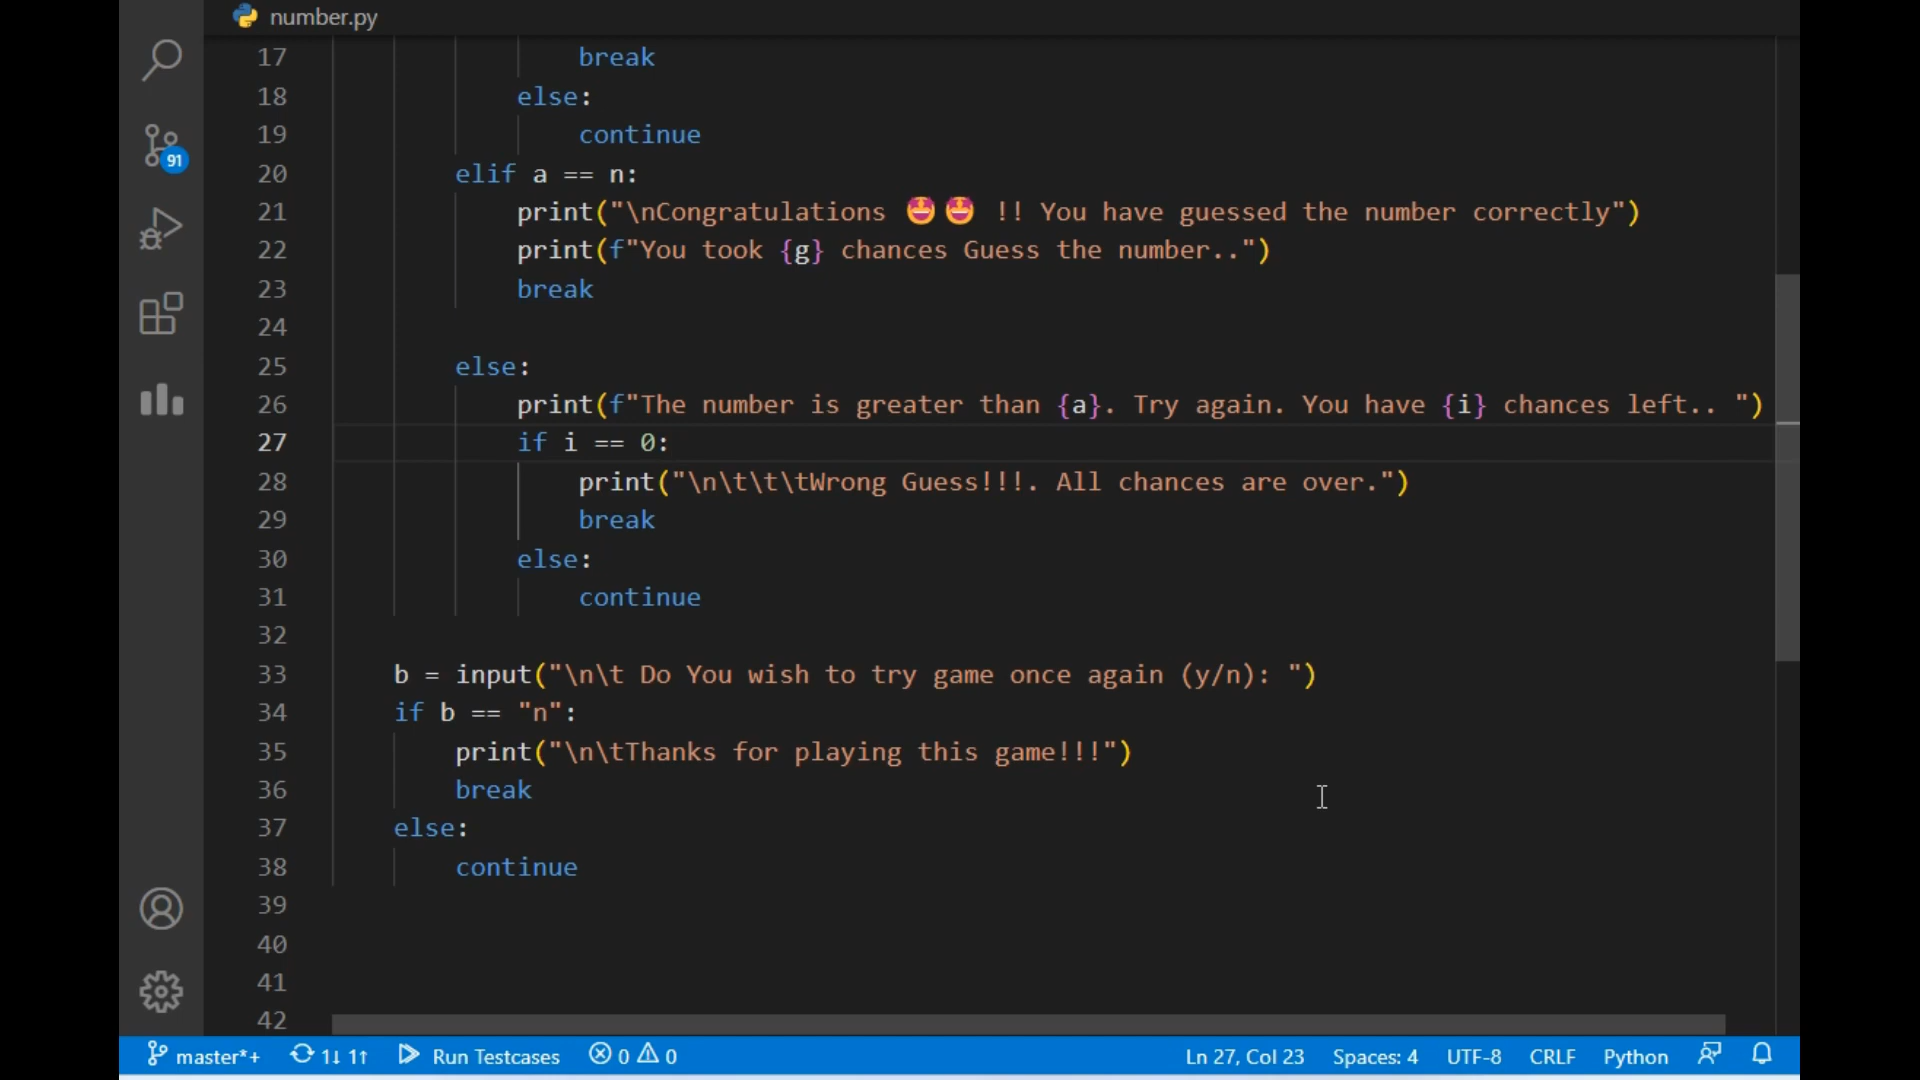 number.py
17 break
18 else:
19 continue
20 elif a == n:
21 print("\nCongratulations 🤩🤩 !! You have guessed the number correctly")
22 print(f"You took {g} chances Guess the number..")
23 break
24
25 else:
26 print(f"The number is greater than {a}. Try again. You have {i} chances left.. ")
27 if i == 0:
28 print("\n\t\t\tWrong Guess!!!. All chances are over.")
29 break
30 else:
31 continue
32
33 b = input("\n\t Do You wish to try game once again (y/n): ")
34 if b == "n":
35 print("\n\tThanks for playing this game!!!")
36 break
37 else:
38 continue
39
40
41
42
91
master*+ 1↓ 1↑ Run Testcases 0 0 Ln 27, Col 23 Spaces: 4 UTF-8 CRLF Python